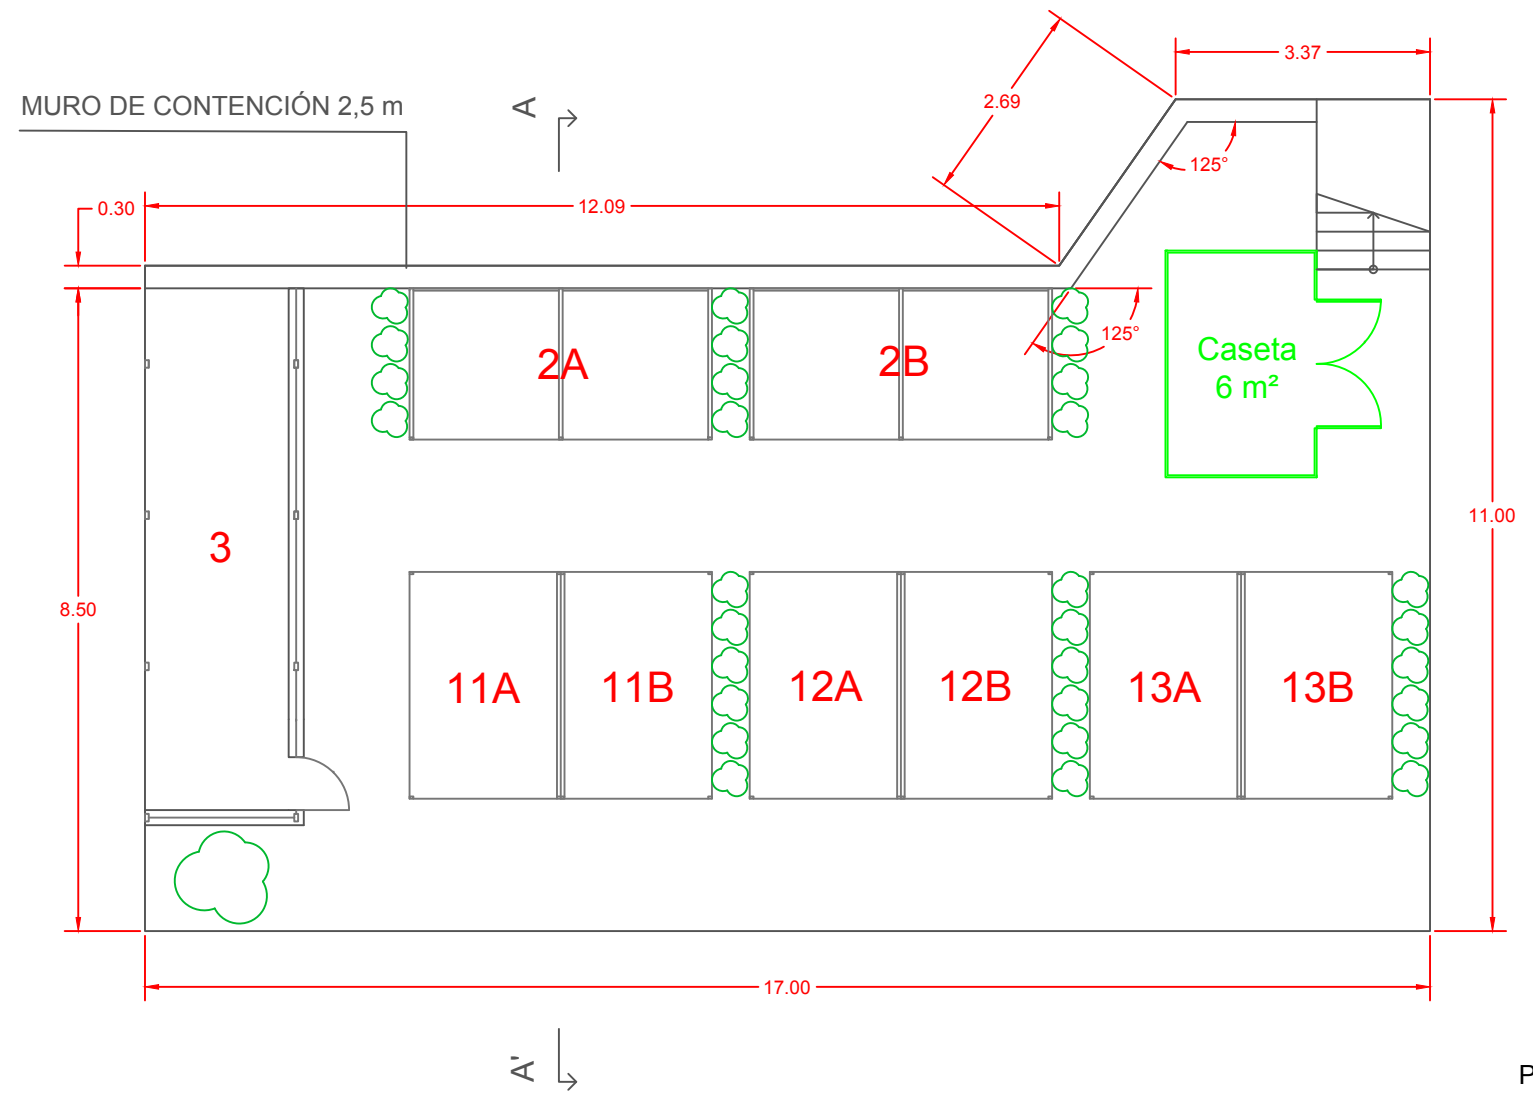 3.37
2.69
MURO DE CONTENCIÓN 2,5 m
A
125°
0.30
12.09
125°
2A
2B
Caseta
6 m²
11.00
3
8.50
11A
11B
12A
12B
13A
13B
17.00
A'
P